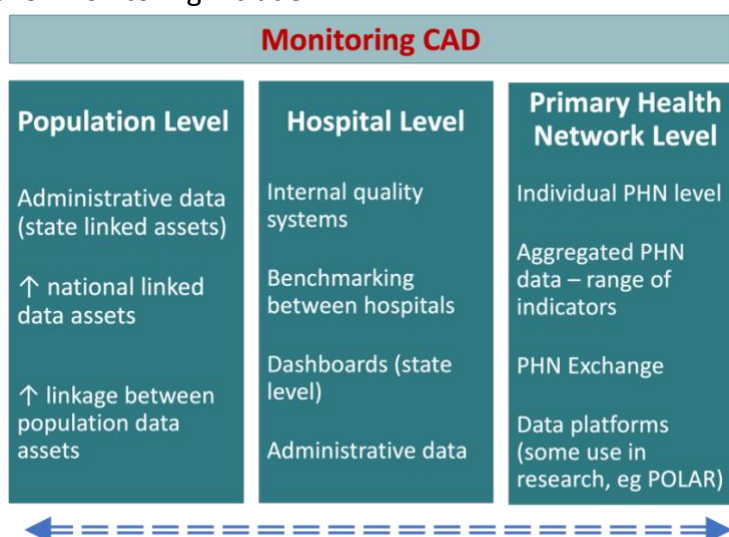 Monitoring CAD
Population Level
Administrative data
(state linked assets)
↑ national linked
data assets
↑ linkage between
population data
assets
Hospital Level
Internal quality
systems
Benchmarking
between hospitals
Dashboards (state
level)
Administrative data
Primary Health
Network Level
Individual PHN level
Aggregated PHN
data – range of
indicators
PHN Exchange
Data platforms
(some use in
research, eg POLAR)